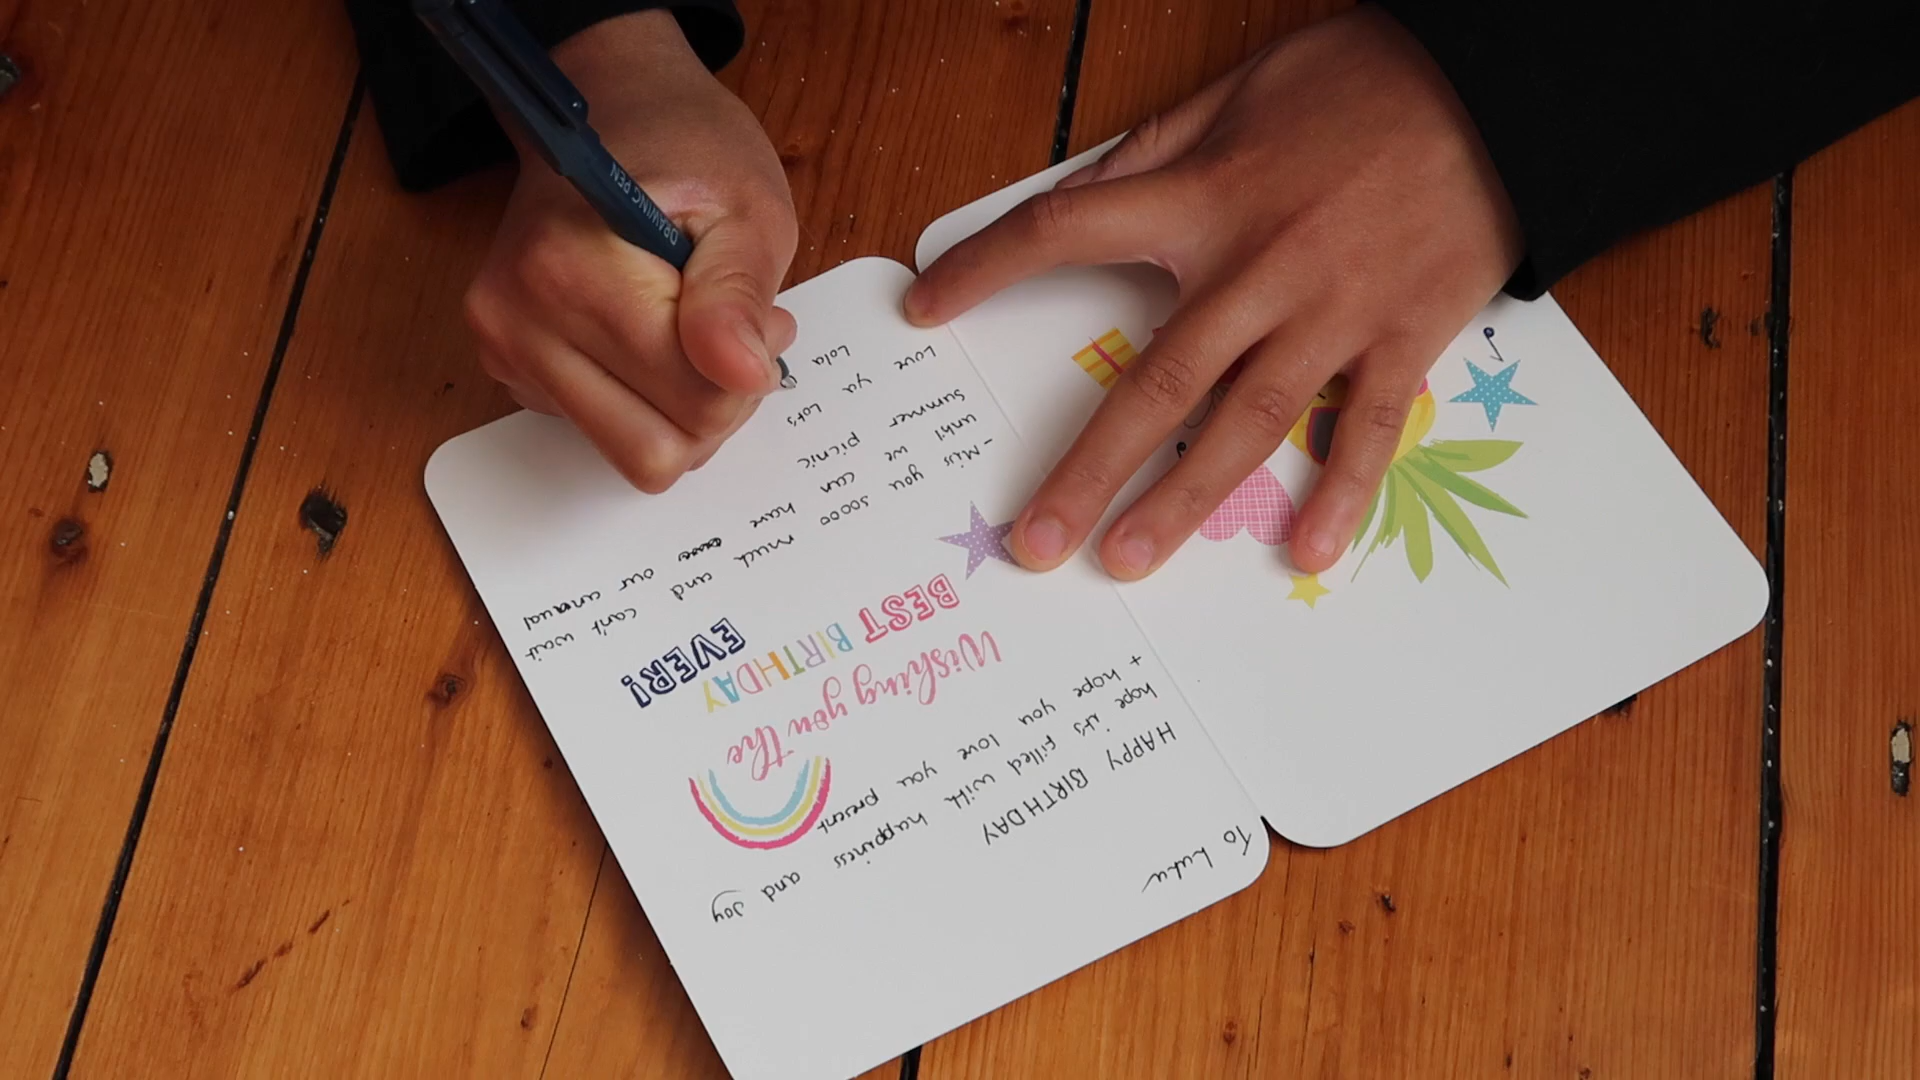 To Lulu
HAPPY BIRTHDAY
hope it's filled with happiness and joy
+ hope you love you present
Wishing you the
BEST BIRTHDAY
EVER!
- Miss you soooo much and can't wait
until we can have our anaual
summer picnic
Love ya Lots
Lola
DRAWING PEN